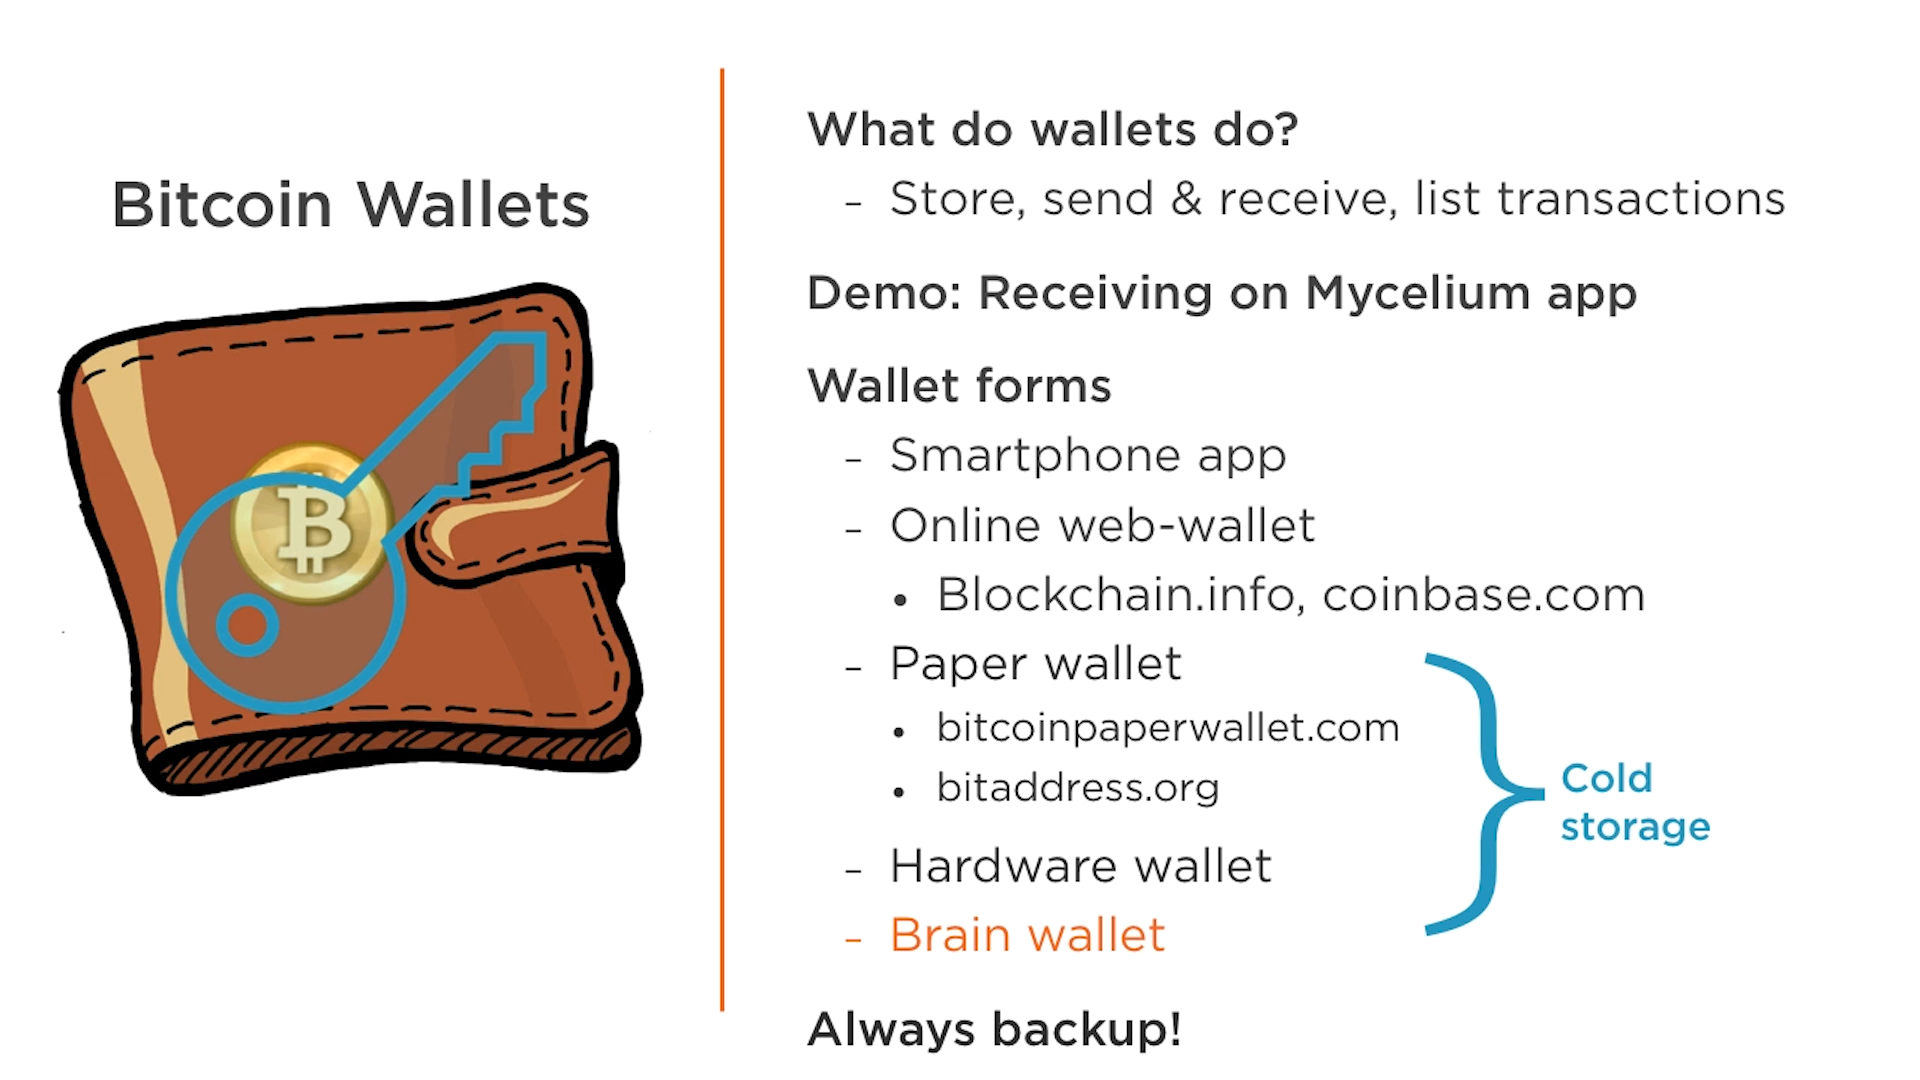 Bitcoin Wallets
What do wallets do?
– Store, send & receive, list transactions
Demo: Receiving on Mycelium app
Wallet forms
– Smartphone app
– Online web-wallet
• Blockchain.info, coinbase.com
– Paper wallet
• bitcoinpaperwallet.com
• bitaddress.org
– Hardware wallet
– Brain wallet
Cold
storage
Always backup!